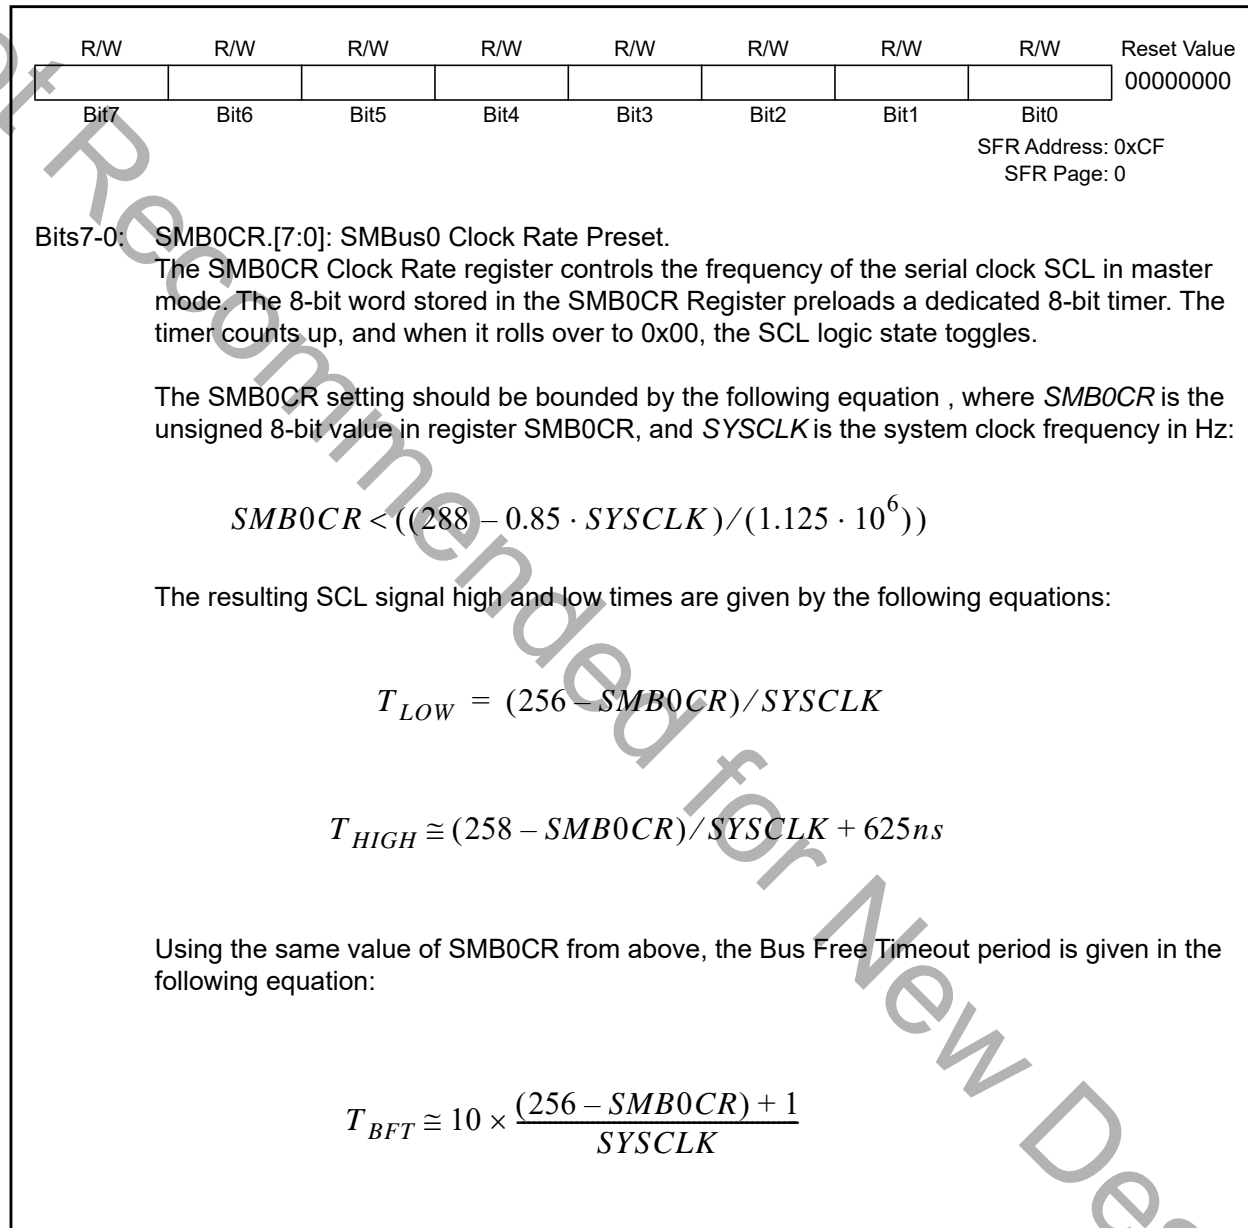 R/W R/W R/W R/W R/W R/W R/W R/W Reset Value
00000000
Bit7 Bit6 Bit5 Bit4 Bit3 Bit2 Bit1 Bit0
SFR Address: 0xCF
SFR Page: 0
Bits7-0: SMB0CR.[7:0]: SMBus0 Clock Rate Preset.
The SMB0CR Clock Rate register controls the frequency of the serial clock SCL in master
mode. The 8-bit word stored in the SMB0CR Register preloads a dedicated 8-bit timer. The
timer counts up, and when it rolls over to 0x00, the SCL logic state toggles.
The SMB0CR setting should be bounded by the following equation , where SMB0CR is the
unsigned 8-bit value in register SMB0CR, and SYSCLK is the system clock frequency in Hz:
SMB0CR < ((288 – 0.85 · SYSCLK)/(1.125 · 10^6))
The resulting SCL signal high and low times are given by the following equations:
T_LOW = (256 – SMB0CR)/SYSCLK
T_HIGH ≅ (258 – SMB0CR)/SYSCLK + 625ns
Using the same value of SMB0CR from above, the Bus Free Timeout period is given in the
following equation:
T_BFT ≅ 10 × (256 – SMB0CR) + 1
SYSCLK
Recommended for New